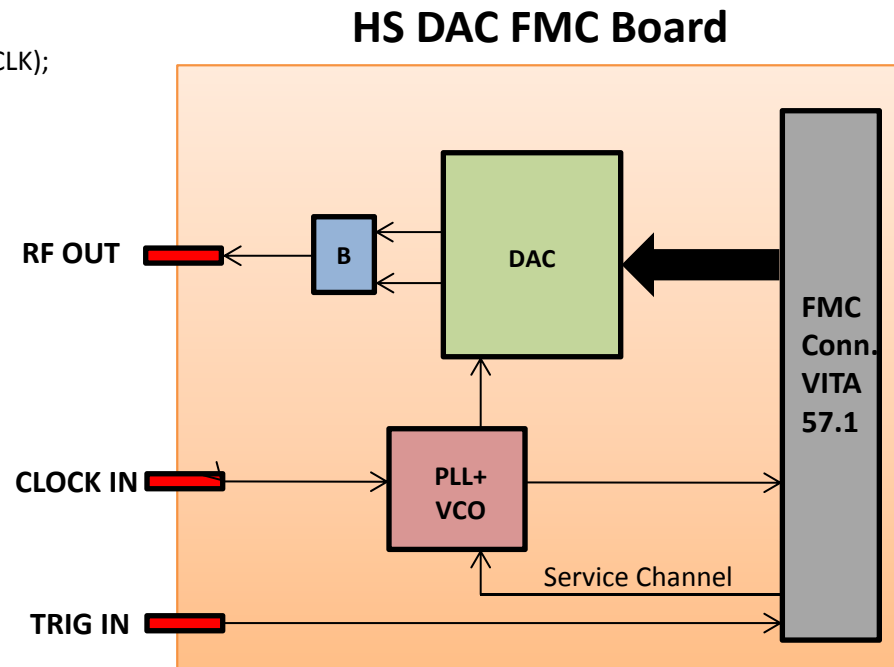 HS DAC FMC Board
CLK);
RF OUT
B
DAC
FMC
Conn.
VITA
57.1
CLOCK IN
PLL+
VCO
Service Channel
TRIG IN